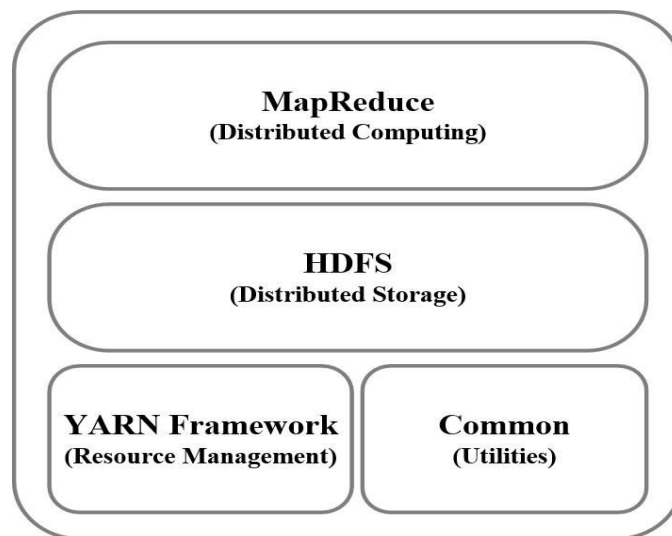 MapReduce
(Distributed Computing)
HDFS
(Distributed Storage)
YARN Framework
(Resource Management)
Common
(Utilities)